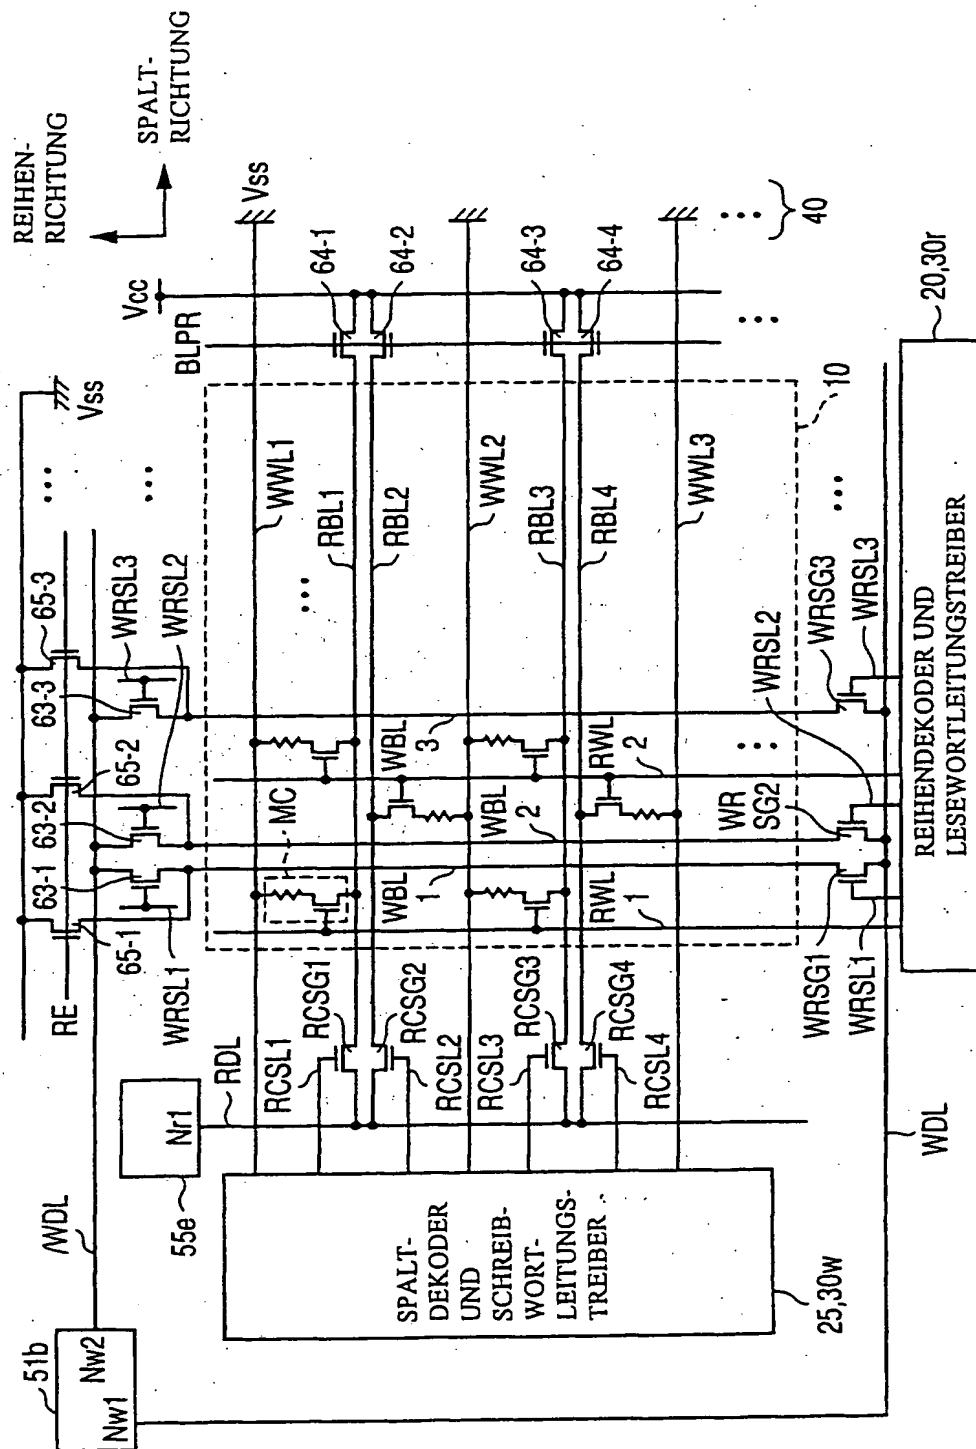 REIHEN-
RICHTUNG
SPALT-
RICHTUNG
Vcc
BLPR
Vss
Vss
64-1
64-2
64-3
64-4
40
20,30r
10
WWL1
RBL1
RBL2
WWL2
RBL3
RBL4
WWL3
65-3
WRSL3
WRSL2
63-3
65-2
63-2
63-1
65-1
WRSL1
RE
MC
WBL
3
WBL
2
WBL
1
RWL
2
RWL
1
WRSG3
WRSL3
WRSL2
WR
SG2
WRSG1
WRSL1
REIHENDEKODER UND
LESEWORTLEITUNGSTREIBER
RCSG1
RCSG2
RCSG3
RCSG4
RCSL1
RCSL2
RCSL3
RCSL4
RDL
Nr1
55e
/WDL
WDL
SPALT-
DEKODER
UND
SCHREIB-
WORT-
LEITUNGS-
TREIBER
25,30w
51b
Nw2
Nw1